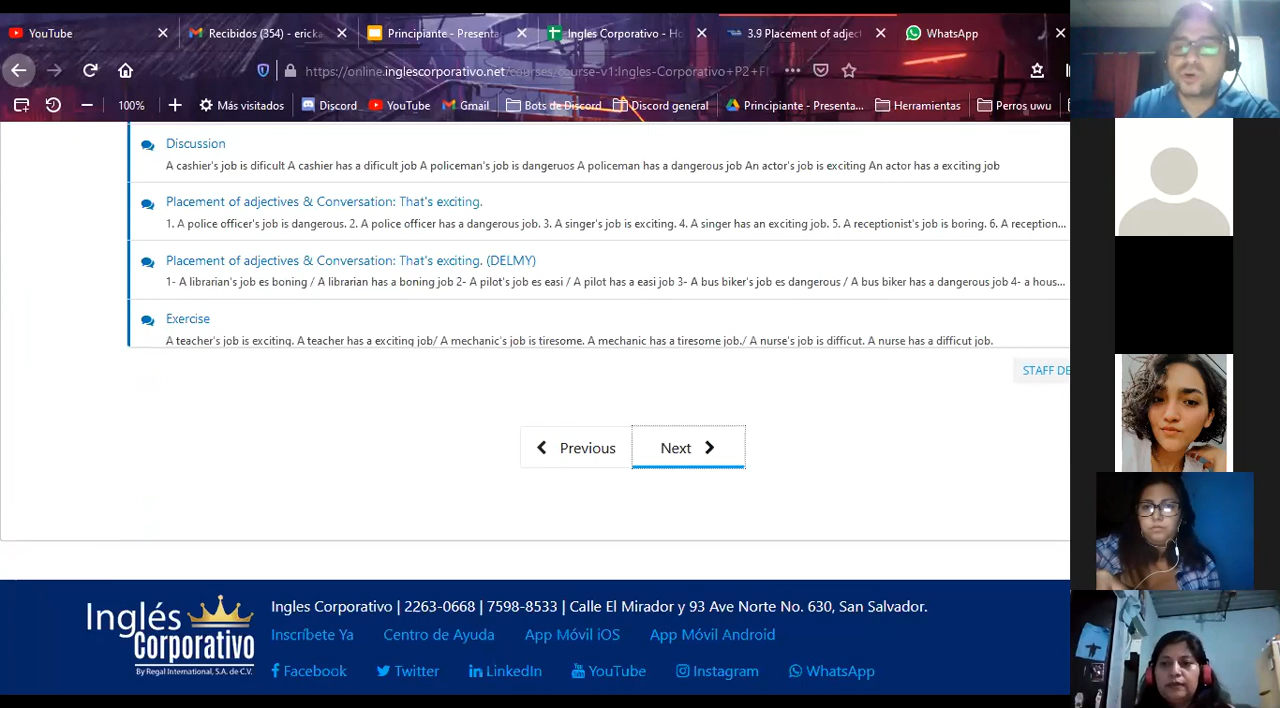 YouTube
Recibidos (354) - ericka
Principiante - Presenta
Ingles Corporativo - Ho
3.9 Placement of adject
WhatsApp
https://online.inglescorporativo.net/courses/course-v1:Ingles-Corporativo+P2+FI
100%
Más visitados
Discord
YouTube
Gmail
Bots de Discord
Discord general
Principiante - Presenta...
Herramientas
Perros uwu
Discussion
A cashier's job is dificult A cashier has a dificult job A policeman's job is dangeruos A policeman has a dangerous job An actor's job is exciting An actor has a exciting job
Placement of adjectives & Conversation: That's exciting.
1. A police officer's job is dangerous. 2. A police officer has a dangerous job. 3. A singer's job is exciting. 4. A singer has an exciting job. 5. A receptionist's job is boring. 6. A reception...
Placement of adjectives & Conversation: That's exciting. (DELMY)
1- A librarian's job es boning / A librarian has a boning job 2- A pilot's job es easi / A pilot has a easi job 3- A bus biker's job es dangerous / A bus biker has a dangerous job 4- a hous...
Exercise
A teacher's job is exciting. A teacher has a exciting job/ A mechanic's job is tiresome. A mechanic has a tiresome job./ A nurse's job is difficut. A nurse has a difficut job.
STAFF DE
Previous
Next
Inglés Corporativo
By Regal International, S.A. de C.V.
Ingles Corporativo | 2263-0668 | 7598-8533 | Calle El Mirador y 93 Ave Norte No. 630, San Salvador.
Inscríbete Ya
Centro de Ayuda
App Móvil iOS
App Móvil Android
Facebook
Twitter
LinkedIn
YouTube
Instagram
WhatsApp